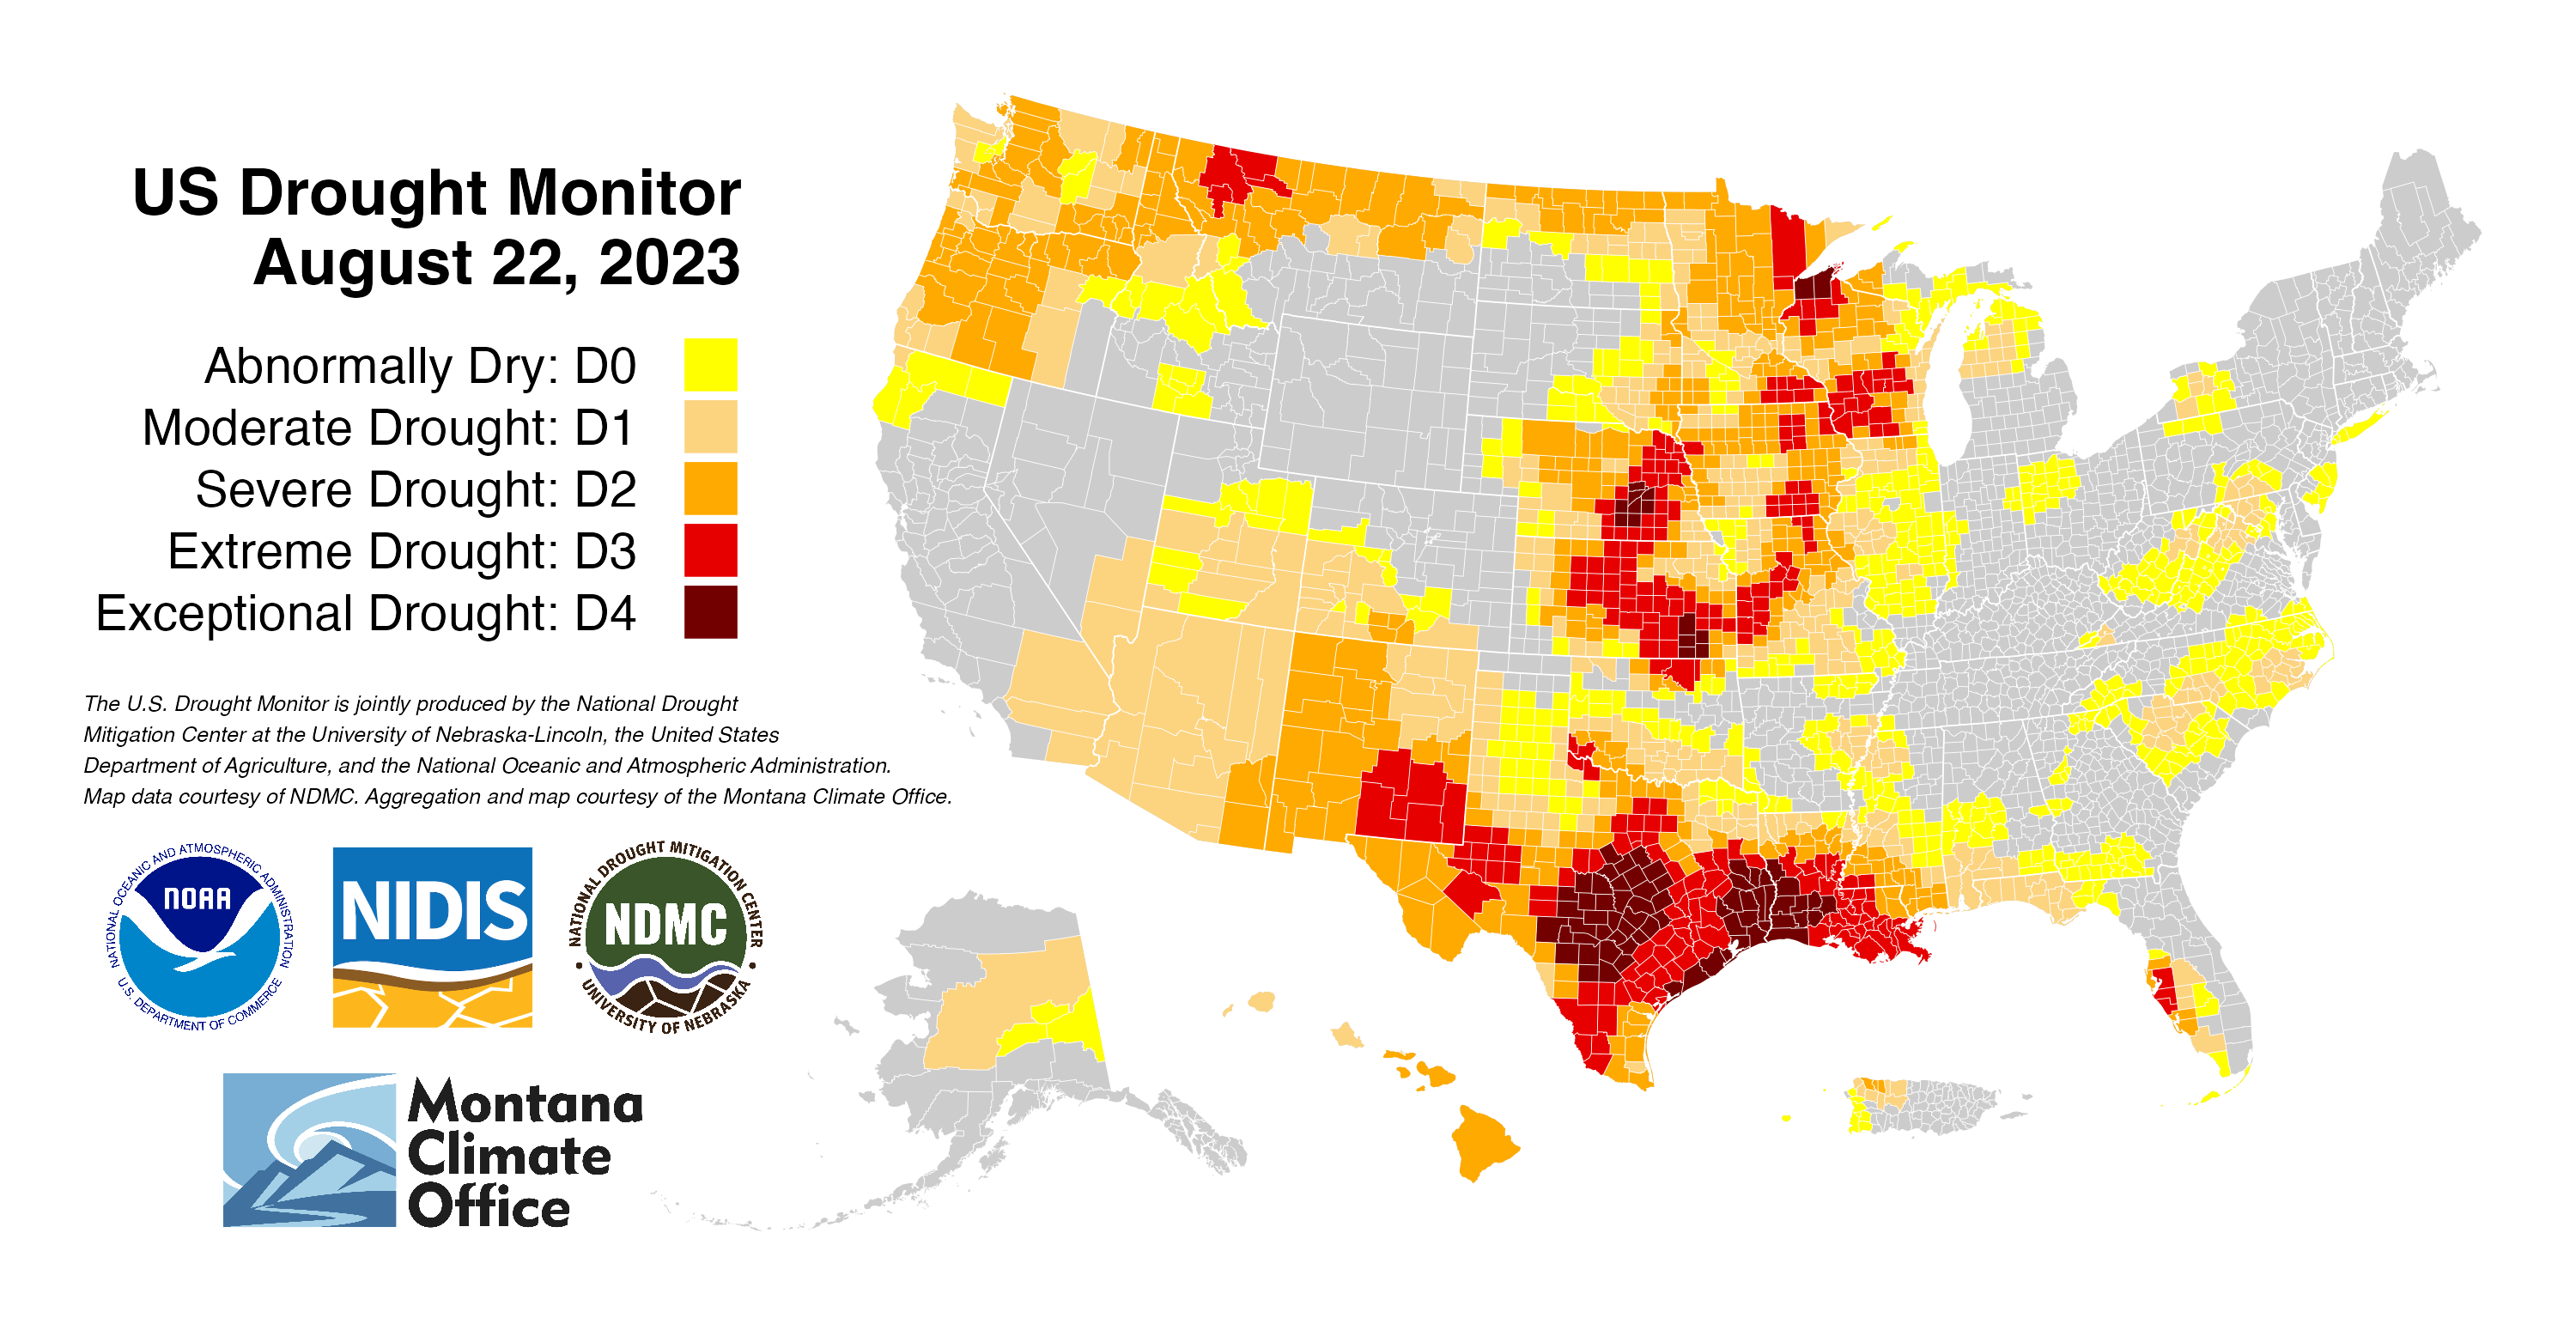 US Drought Monitor
August 22, 2023
Abnormally Dry: D0
Moderate Drought: D1
Severe Drought: D2
Extreme Drought: D3
Exceptional Drought: D4
The U.S. Drought Monitor is jointly produced by the National Drought
Mitigation Center at the University of Nebraska-Lincoln, the United States
Department of Agriculture, and the National Oceanic and Atmospheric Administration.
Map data courtesy of NDMC. Aggregation and map courtesy of the Montana Climate Office.
NATIONAL OCEANIC AND ATMOSPHERIC ADMINISTRATION
NOAA
U.S. DEPARTMENT OF COMMERCE
NIDIS
NATIONAL DROUGHT MITIGATION CENTER
NDMC
UNIVERSITY OF NEBRASKA
Montana
Climate
Office